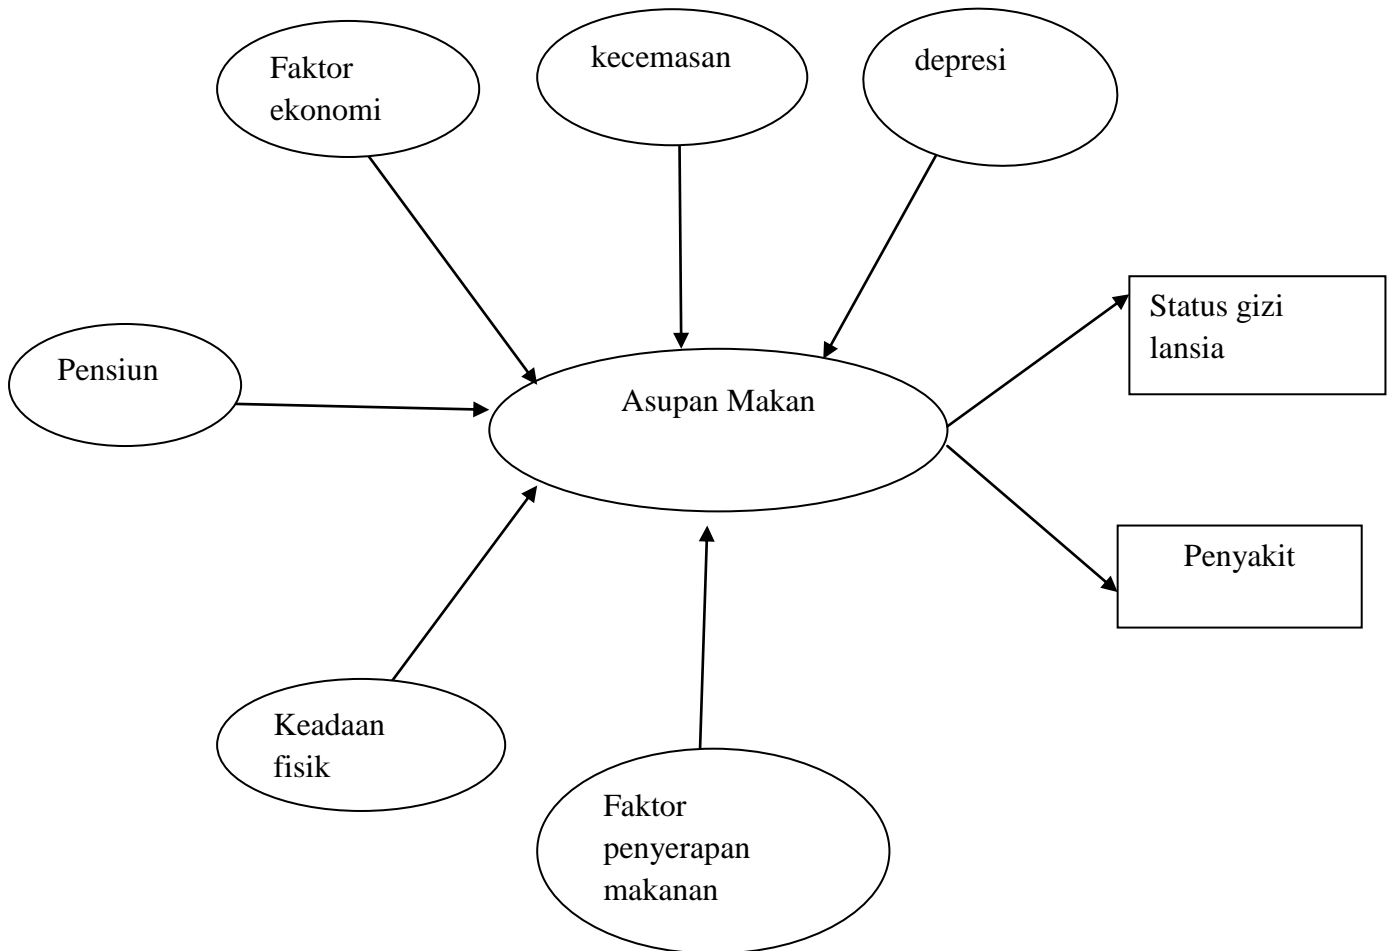 Faktor
ekonomi
kecemasan
depresi
Status gizi
lansia
Pensiun
Asupan Makan
Penyakit
Keadaan
fisik
Faktor
penyerapan
makanan